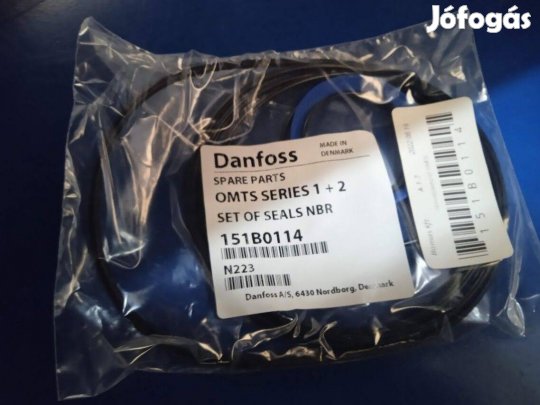 Jófogás
Danfoss
MADE IN
DENMARK
SPARE PARTS
OMTS SERIES 1 + 2
SET OF SEALS NBR
151B0114
N223
Danfoss A/S, 6430 Nordborg, Denmark
151B0114